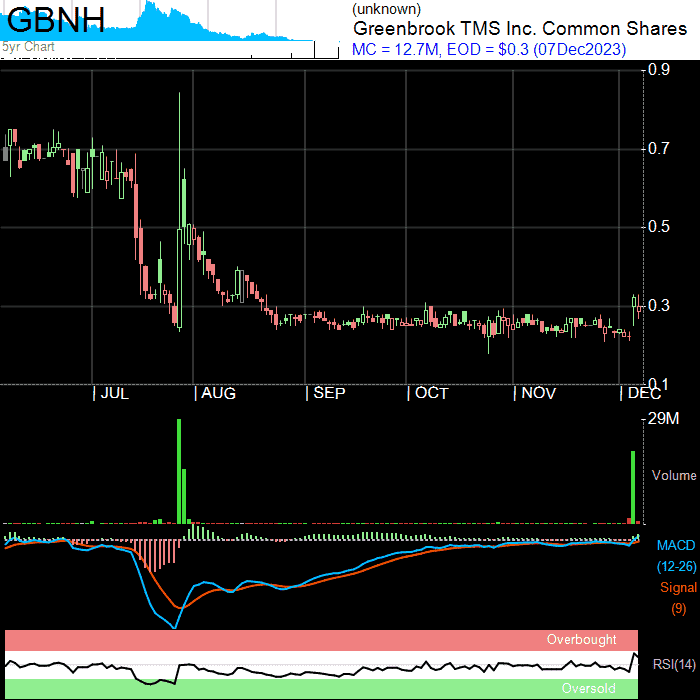 GBNH
(unknown)
Greenbrook TMS Inc. Common Shares
5yr Chart
MC = 12.7M, EOD = $0.3 (07Dec2023)
0.9
0.7
0.5
0.3
0.1
JUL AUG SEP OCT NOV DEC
29M
Volume
MACD
(12-26)
Signal
(9)
Overbought
RSI(14)
Oversold